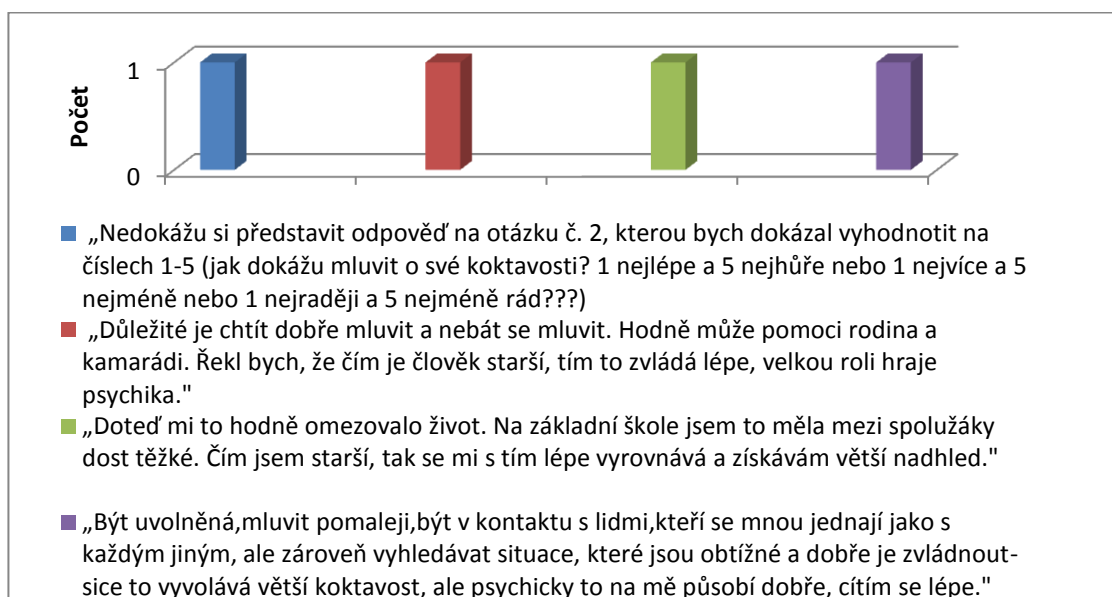 1
Počet
0
„Nedokážu si představit odpověď na otázku č. 2, kterou bych dokázal vyhodnotit na
číslech 1-5 (jak dokážu mluvit o své koktavosti? 1 nejlépe a 5 nejhůře nebo 1 nejvíce a 5
nejméně nebo 1 nejraději a 5 nejméně rád???)
„Důležité je chtít dobře mluvit a nebát se mluvit. Hodně může pomoci rodina a
kamarádi. Řekl bych, že čím je člověk starší, tím to zvládá lépe, velkou roli hraje
psychika."
„Doteď mi to hodně omezovalo život. Na základní škole jsem to měla mezi spolužáky
dost těžké. Čím jsem starší, tak se mi s tím lépe vyrovnává a získávám větší nadhled."
„Být uvolněná,mluvit pomaleji,být v kontaktu s lidmi,kteří se mnou jednají jako s
každým jiným, ale zároveň vyhledávat situace, které jsou obtížné a dobře je zvládnout-
sice to vyvolává větší koktavost, ale psychicky to na mě působí dobře, cítím se lépe."